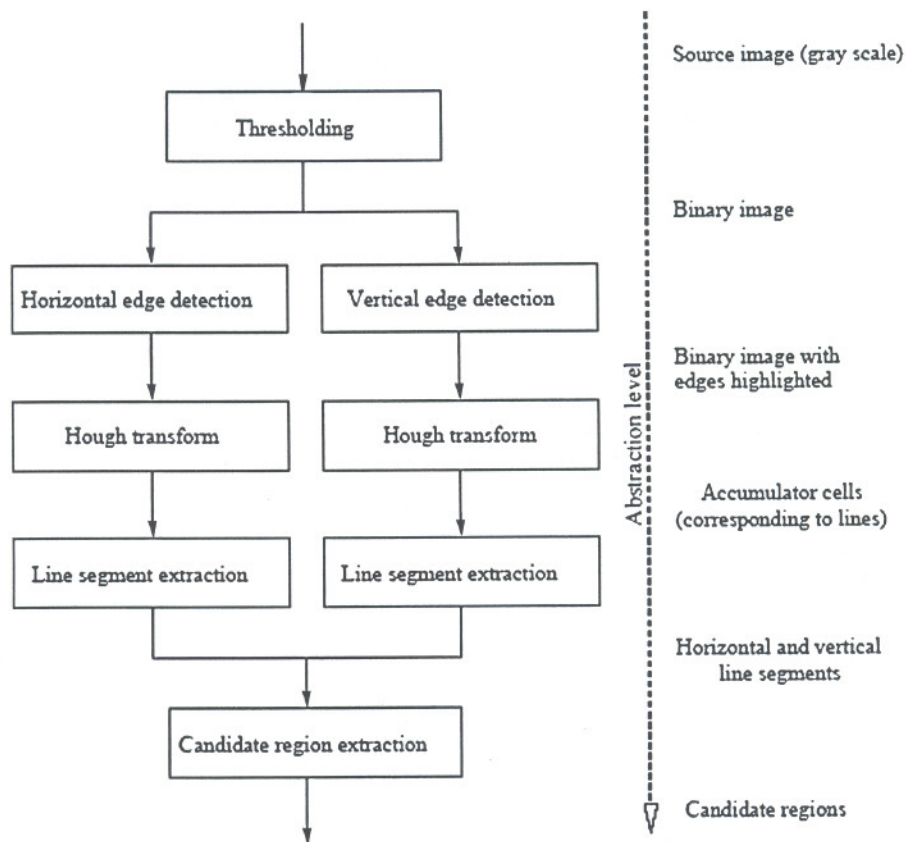 Source image (gray scale)
Thresholding
Binary image
Horizontal edge detection
Vertical edge detection
Binary image with
edges highlighted
Abstraction level
Hough transform
Hough transform
Accumulator cells
(corresponding to lines)
Line segment extraction
Line segment extraction
Horizontal and vertical
line segments
Candidate region extraction
Candidate regions